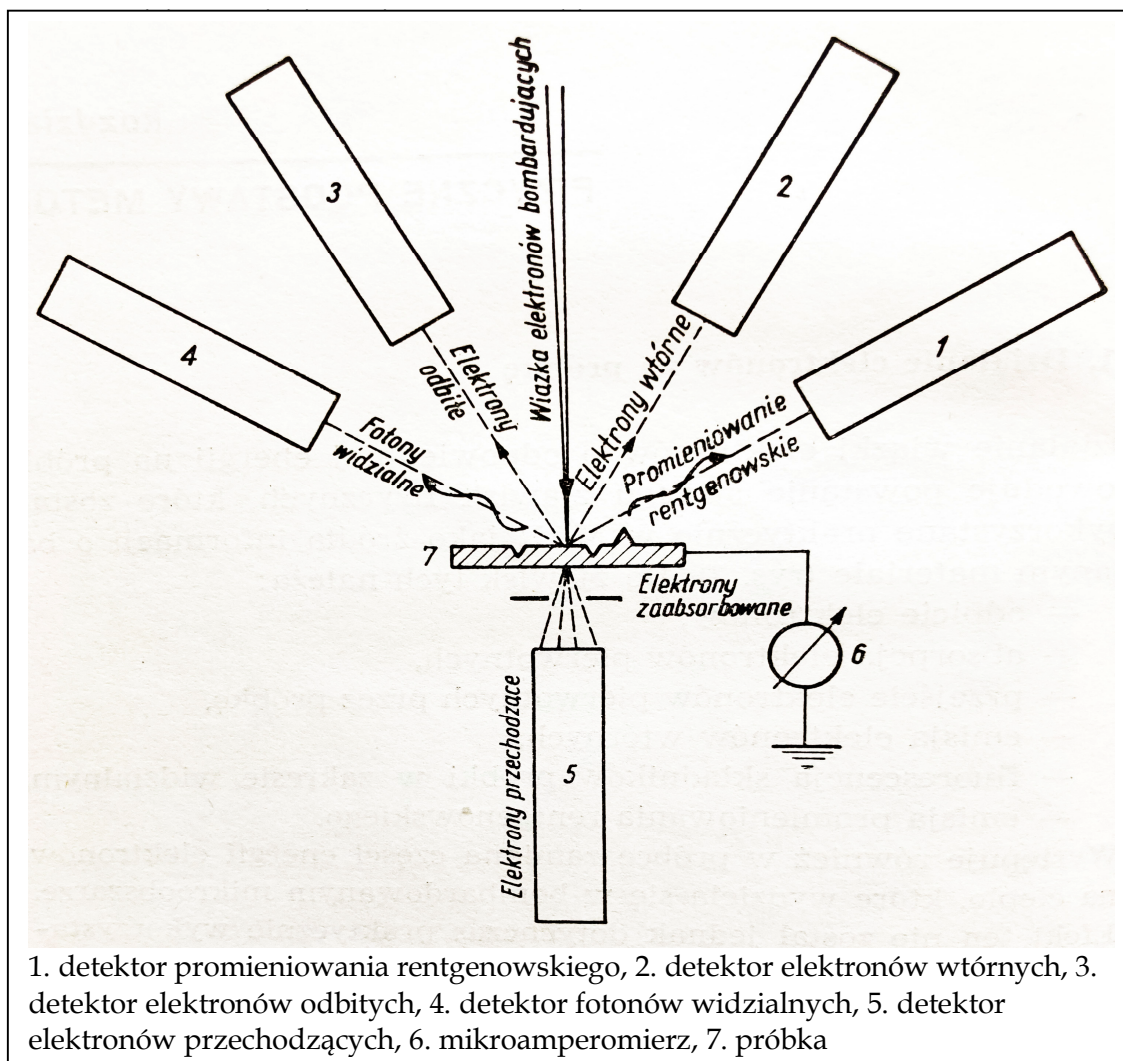 Wiązka elektronów bombardujących
3
2
4
1
Elektrony
odbite
Elektrony wtórne
Fotony
widzialne
Promieniowanie
rentgenowskie
7
Elektrony
zaabsorbowane
6
Elektrony przechodzące
5
1. detektor promieniowania rentgenowskiego, 2. detektor elektronów wtórnych, 3.
detektor elektronów odbitych, 4. detektor fotonów widzialnych, 5. detektor
elektronów przechodzących, 6. mikroamperomierz, 7. próbka